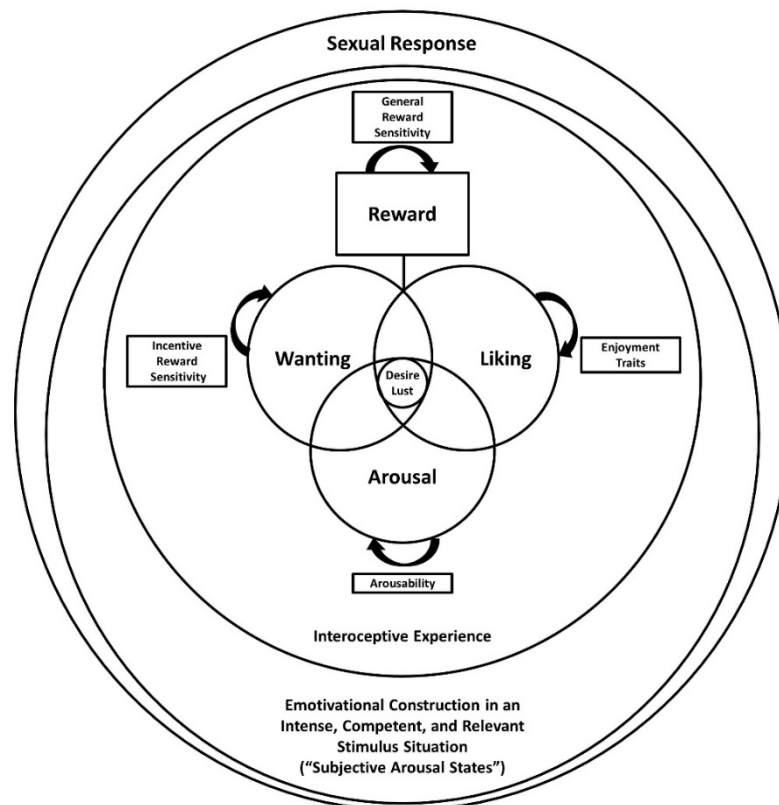 Sexual Response
General
Reward
Sensitivity
Reward
Incentive
Reward
Sensitivity
Wanting
Desire
Lust
Liking
Enjoyment
Traits
Arousal
Arousability
Interoceptive Experience
Emotivational Construction in an
Intense, Competent, and Relevant
Stimulus Situation
(“Subjective Arousal States”)